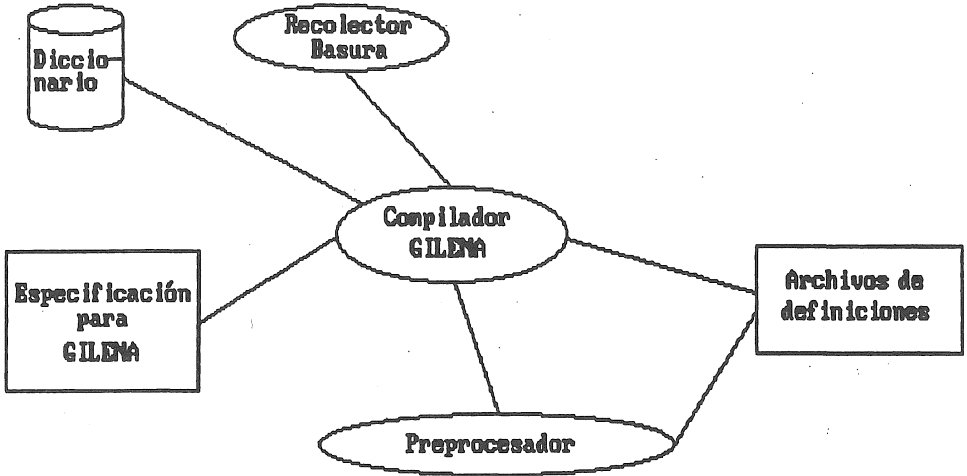 Recolector
Basura
Diccio-
nario
Compilador
GILENA
Especificación
para
GILENA
Archivos de
definiciones
Preprocesador